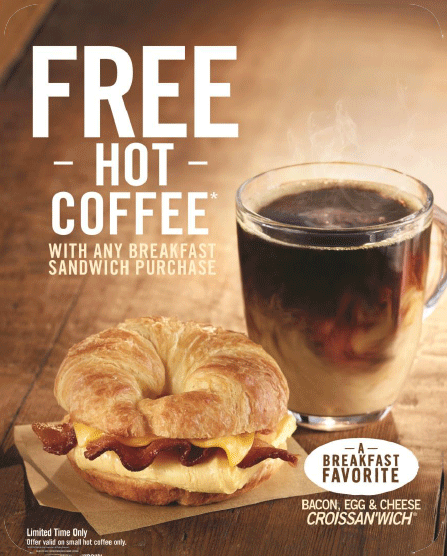 FREE
– HOT –
COFFEE*
WITH ANY BREAKFAST
SANDWICH PURCHASE
– A –
BREAKFAST
FAVORITE
BACON, EGG & CHEESE
CROISSAN'WICH®
Limited Time Only
Offer valid on small hot coffee only.